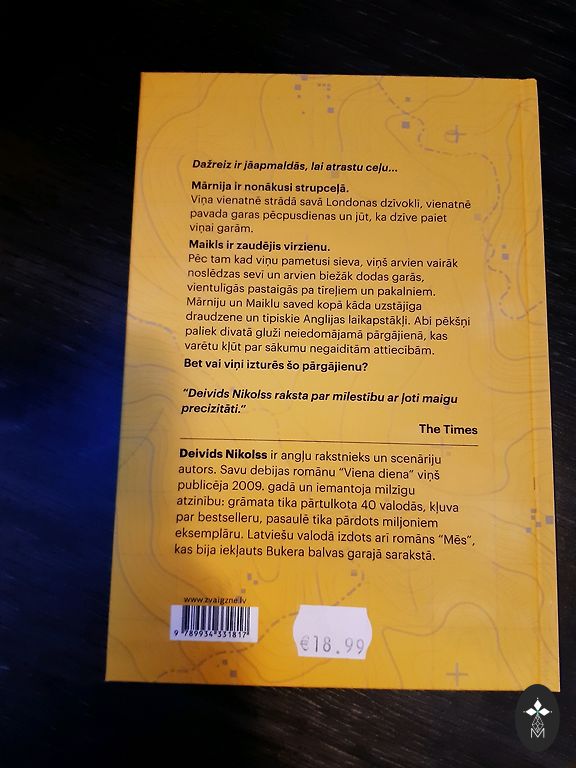 Dažreiz ir jāapmaldās, lai atrastu ceļu...
Mārnija ir nonākusi strupceļā.
Viņa vienatnē strādā savā Londonas dzīvoklī, vienatnē
pavada garas pēcpusdienas un jūt, ka dzīve paiet
viņai garām.
Maikls ir zaudējis virzienu.
Pēc tam kad viņu pametusi sieva, viņš arvien vairāk
noslēdzas sevī un arvien biežāk dodas garās,
vientulīgās pastaigās pa tīreļiem un pakalniem.
Mārniju un Maiklu saved kopā kāda uzstājīga
draudzene un tipiskie Anglijas laikapstākļi. Abi pēkšņi
paliek divatā gluži neiedomājamā pārgājienā, kas
varētu kļūt par sākumu negaidītām attiecībām.
Bet vai viņi izturēs šo pārgājienu?
“Deivids Nikolss raksta par mīlestību ar ļoti maigu
precizitāti.”
The Times
Deivids Nikolss ir angļu rakstnieks un scenāriju
autors. Savu debijas romānu “Viena diena” viņš
publicēja 2009. gadā un iemantoja milzīgu
atzinību: grāmata tika pārtulkota 40 valodās, kļuva
par bestselleru, pasaulē tika pārdots miljoniem
eksemplāru. Latviešu valodā izdots arī romāns “Mēs”,
kas bija iekļauts Bukera balvas garajā sarakstā.
www.zvaigzne.lv
9 789934 331817
€18.99
M